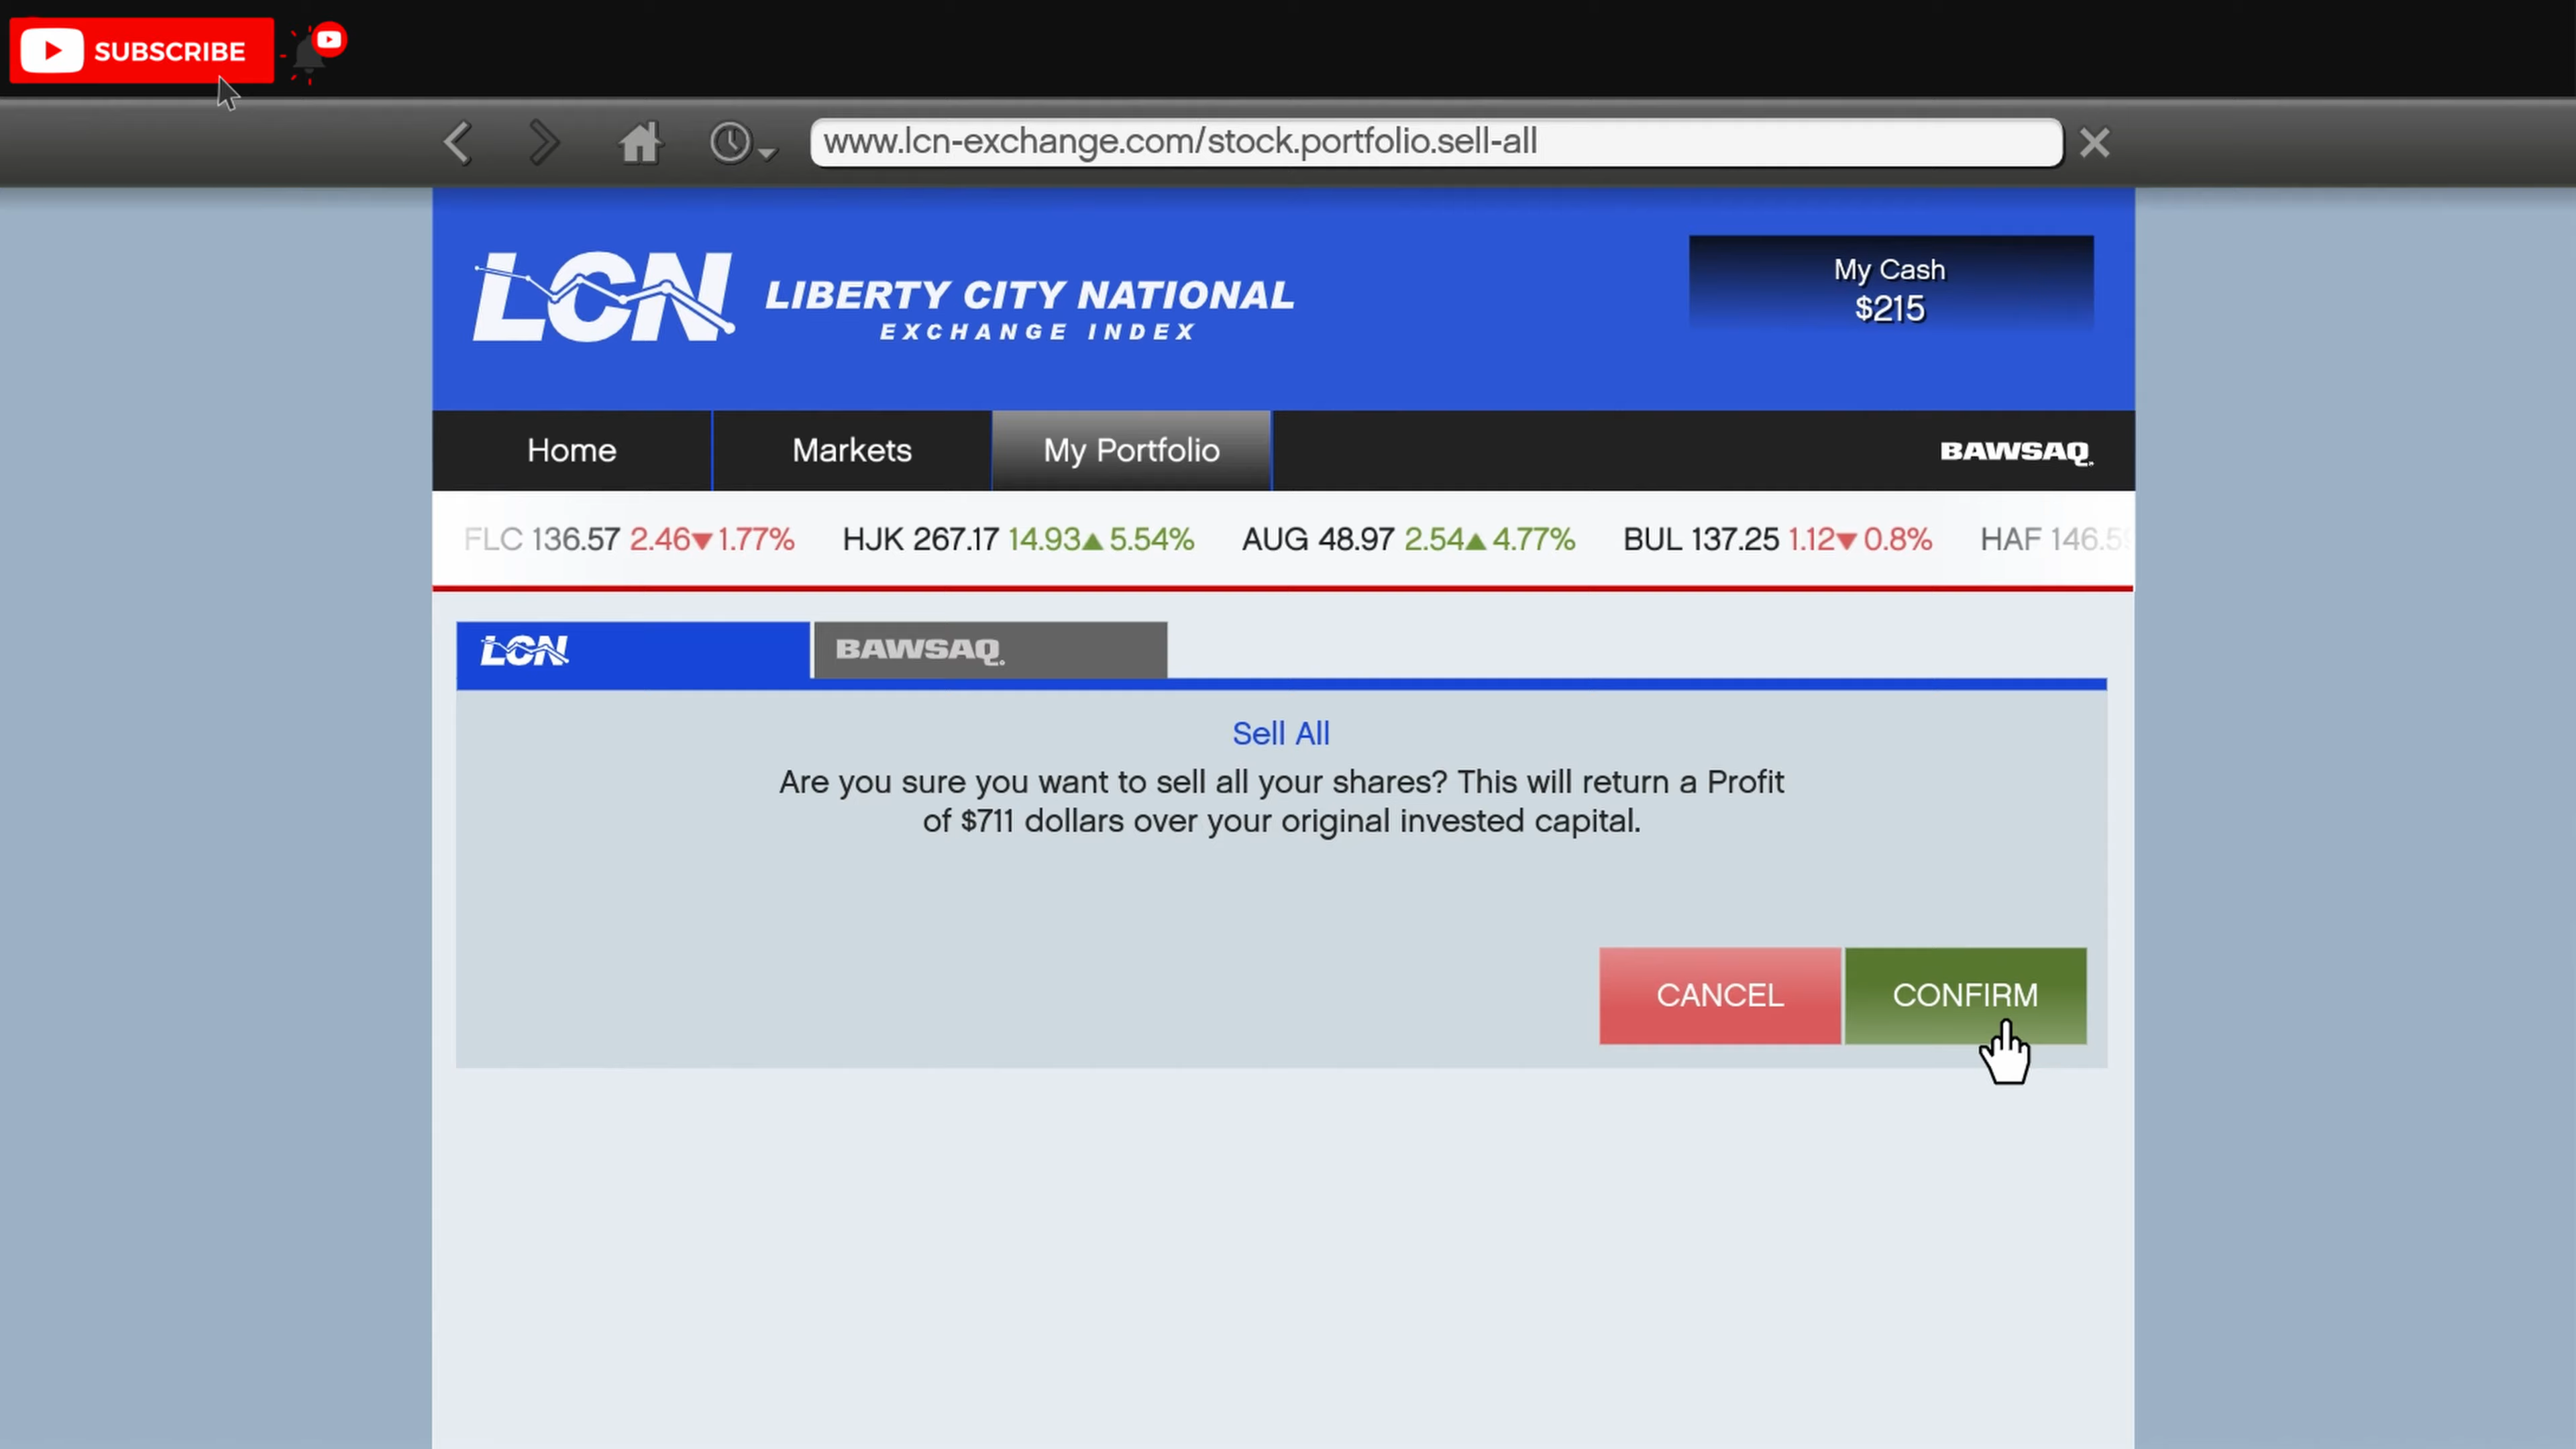 SUBSCRIBE
www.lcn-exchange.com/stock.portfolio.sell-all
LCN LIBERTY CITY NATIONAL
EXCHANGE INDEX
My Cash
$215
Home Markets My Portfolio BAWSAQ.
FLC 136.57 2.46▼1.77% HJK 267.17 14.93▲5.54% AUG 48.97 2.54▲4.77% BUL 137.25 1.12▼0.8% HAF 146.59
LCN BAWSAQ.
Sell All
Are you sure you want to sell all your shares? This will return a Profit
of $711 dollars over your original invested capital.
CANCEL CONFIRM